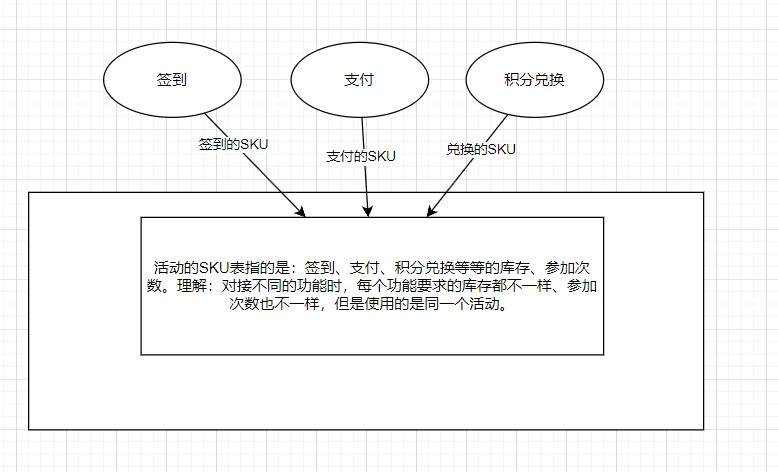 签到
支付
积分兑换
签到的SKU
支付的SKU
兑换的SKU
活动的SKU表指的是：签到、支付、积分兑换等等的库存、参加次
数。理解：对接不同的功能时，每个功能要求的库存都不一样、参加
次数也不一样，但是使用的是同一个活动。